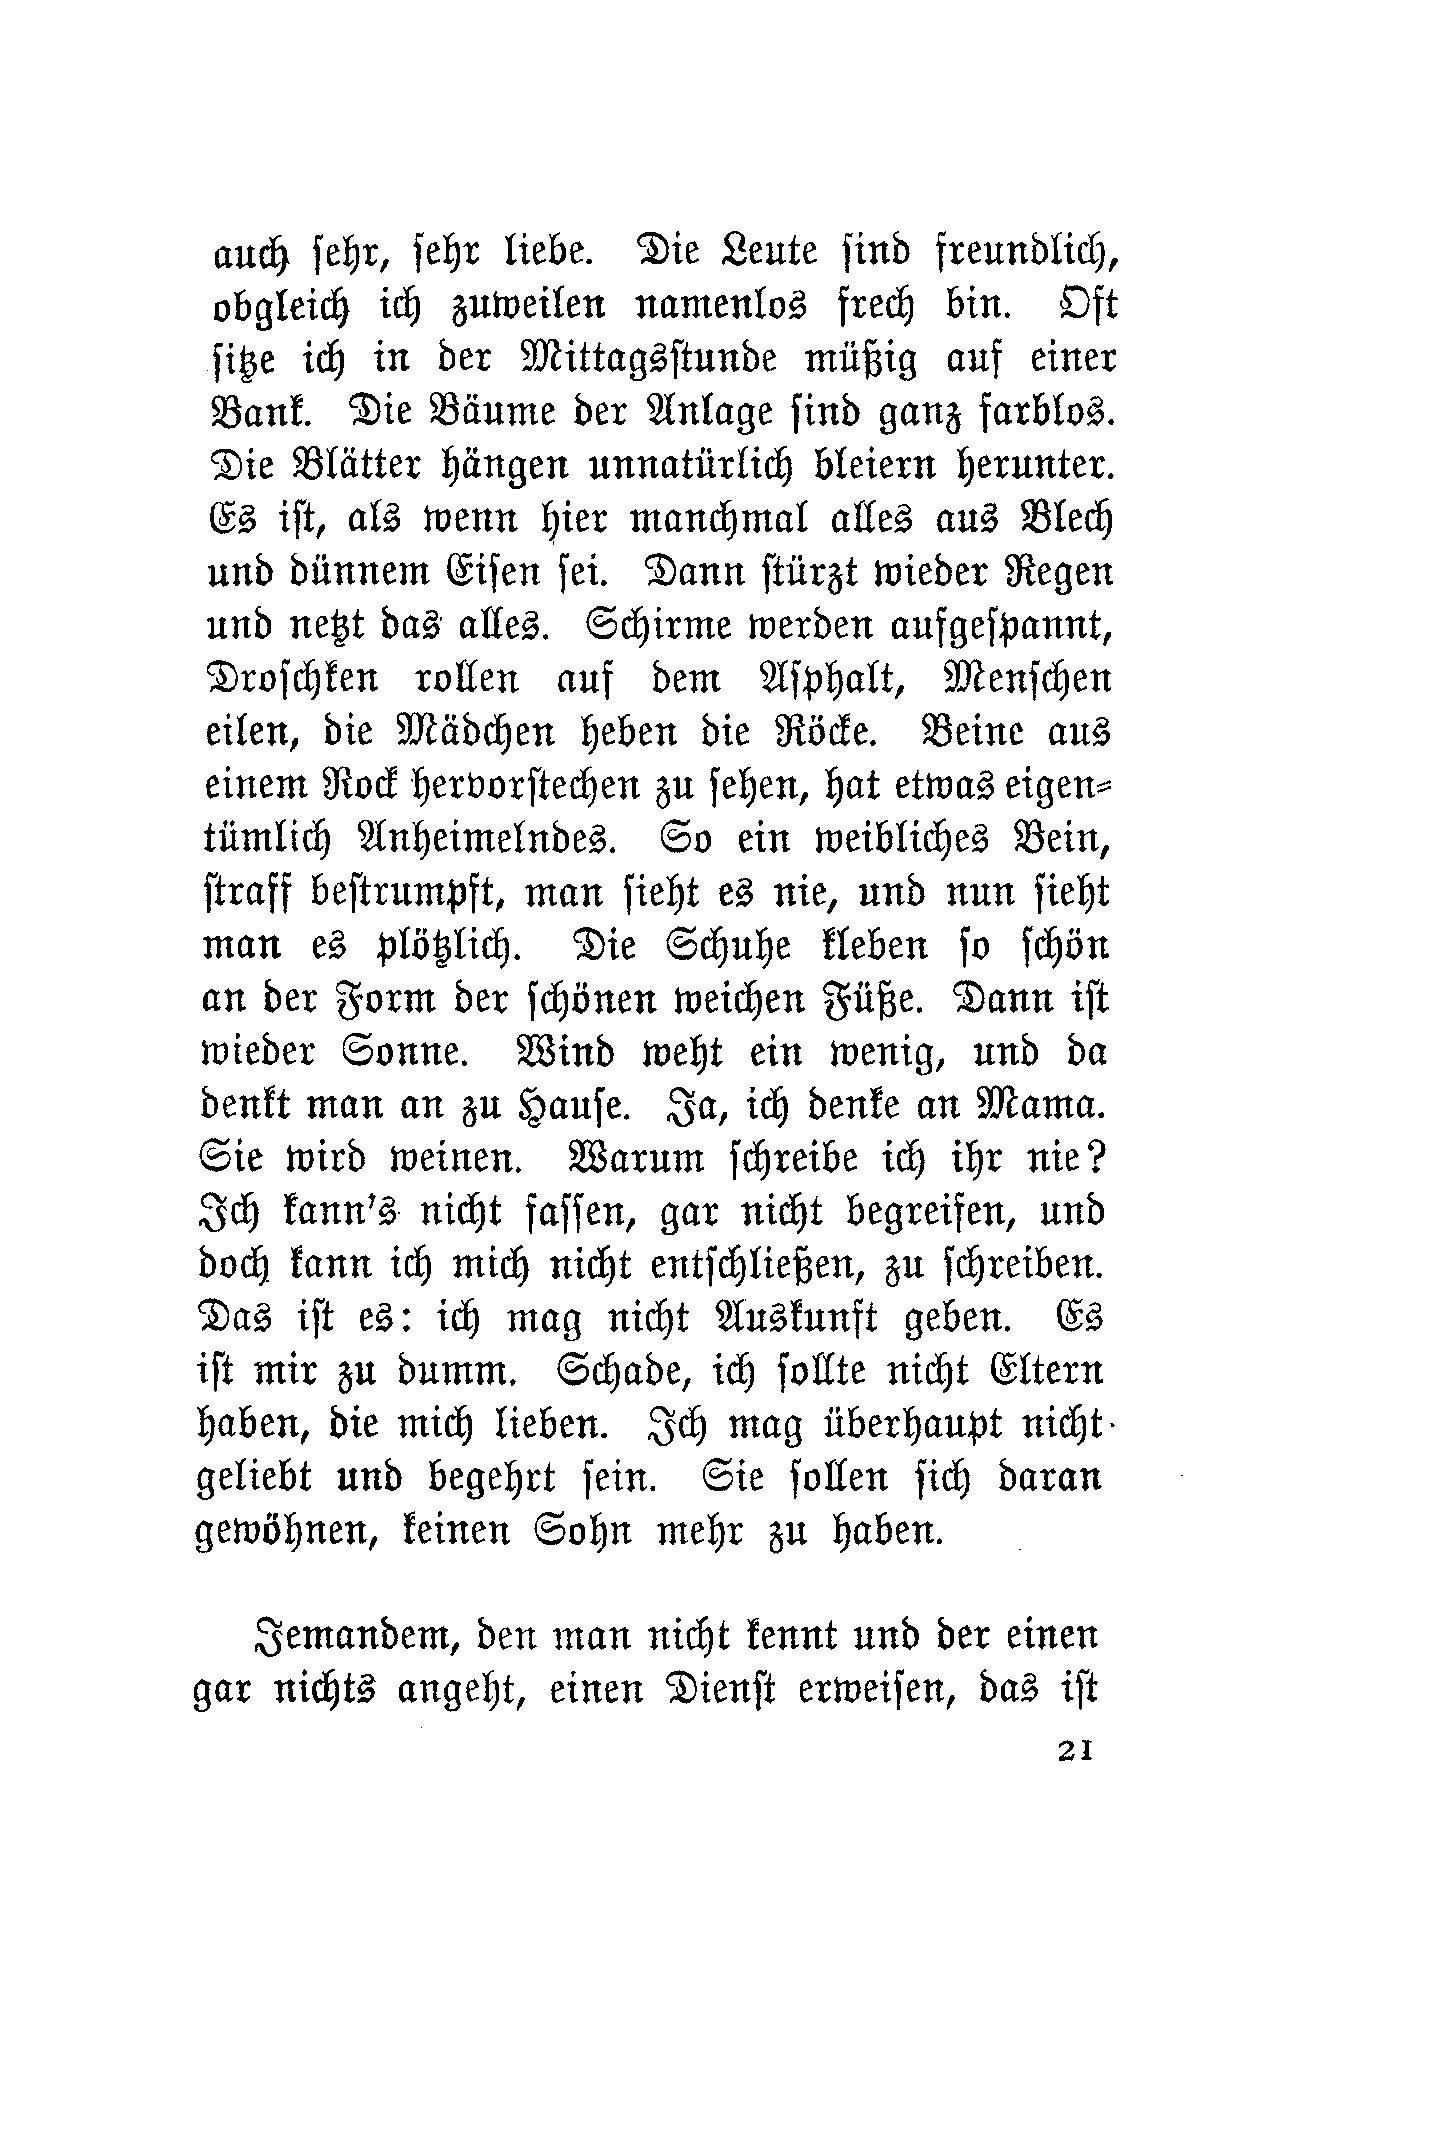 auch ſehr, ſehr liebe. Die Leute ſind freundlich,
obgleich ich zuweilen namenlos frech bin. Oft
ſitze ich in der Mittagsſtunde müßig auf einer
Bank. Die Bäume der Anlage ſind ganz farblos.
Die Blätter hängen unnatürlich bleiern herunter.
Es iſt, als wenn hier manchmal alles aus Blech
und dünnem Eiſen ſei. Dann ſtürzt wieder Regen
und netzt das alles. Schirme werden aufgeſpannt,
Droſchken rollen auf dem Aſphalt, Menſchen
eilen, die Mädchen heben die Röcke. Beine aus
einem Rock hervorſtechen zu ſehen, hat etwas eigen⸗
tümlich Anheimelndes. So ein weibliches Bein,
ſtraff beſtrumpft, man ſieht es nie, und nun ſieht
man es plötzlich. Die Schuhe kleben ſo ſchön
an der Form der ſchönen weichen Füße. Dann iſt
wieder Sonne. Wind weht ein wenig, und da
denkt man an zu Hauſe. Ja, ich denke an Mama.
Sie wird weinen. Warum ſchreibe ich ihr nie?
Ich kann's nicht faſſen, gar nicht begreifen, und
doch kann ich mich nicht entſchließen, zu ſchreiben.
Das iſt es: ich mag nicht Auskunft geben. Es
iſt mir zu dumm. Schade, ich ſollte nicht Eltern
haben, die mich lieben. Ich mag überhaupt nicht
geliebt und begehrt ſein. Sie ſollen ſich daran
gewöhnen, keinen Sohn mehr zu haben.
Jemandem, den man nicht kennt und der einen
gar nichts angeht, einen Dienſt erweiſen, das iſt
21